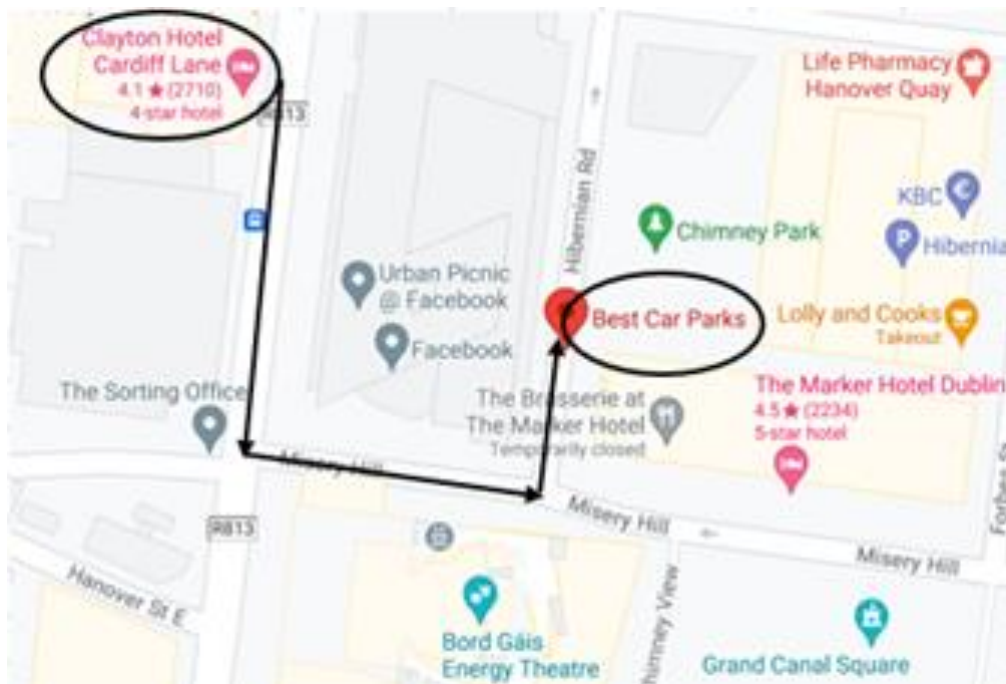 Clayton Hotel
Cardiff Lane
4.1★(2710)
4-star hotel
R813
Life Pharmacy
Hanover Quay
Hibernian Rd
KBC
Chimney Park
Hibernia
Urban Picnic
@ Facebook
Best Car Parks
Lolly and Cooks
Takeout
Facebook
The Sorting Office
The Brasserie at
The Marker Hotel
Temporarily closed
The Marker Hotel Dublin
4.5★(2234)
5-star hotel
Misery Hill
Misery Hill
R813
Misery Hill
Forbes S
Hanover St E
himney View
Bord Gáis
Energy Theatre
Grand Canal Square